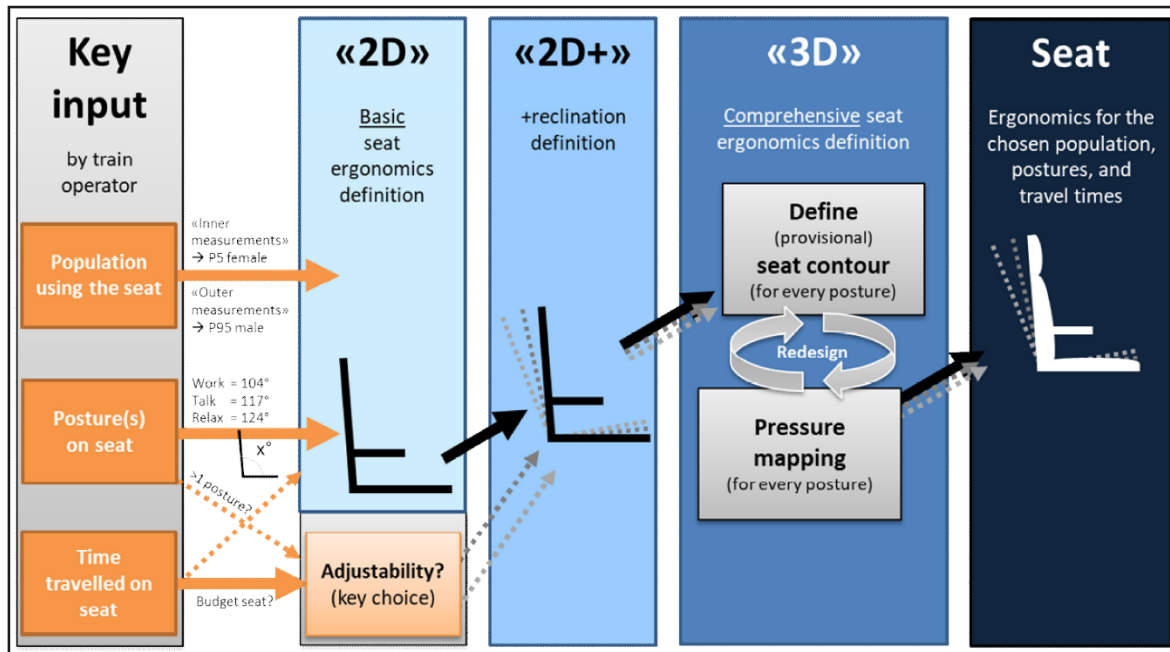 Key
input
by train
operator
Population
using the seat
Posture(s)
on seat
Time
travelled on
seat
«Inner
measurements»
→ P5 female
«Outer
measurements»
→ P95 male
Work = 104°
Talk = 117°
Relax = 124°
x°
>1 posture?
Budget seat?
«2D»
Basic
seat
ergonomics
definition
Adjustability?
(key choice)
«2D+»
+reclination
definition
«3D»
Comprehensive seat
ergonomics definition
Define
(provisional)
seat contour
(for every posture)
Redesign
Pressure
mapping
(for every posture)
Seat
Ergonomics for the
chosen population,
postures, and
travel times